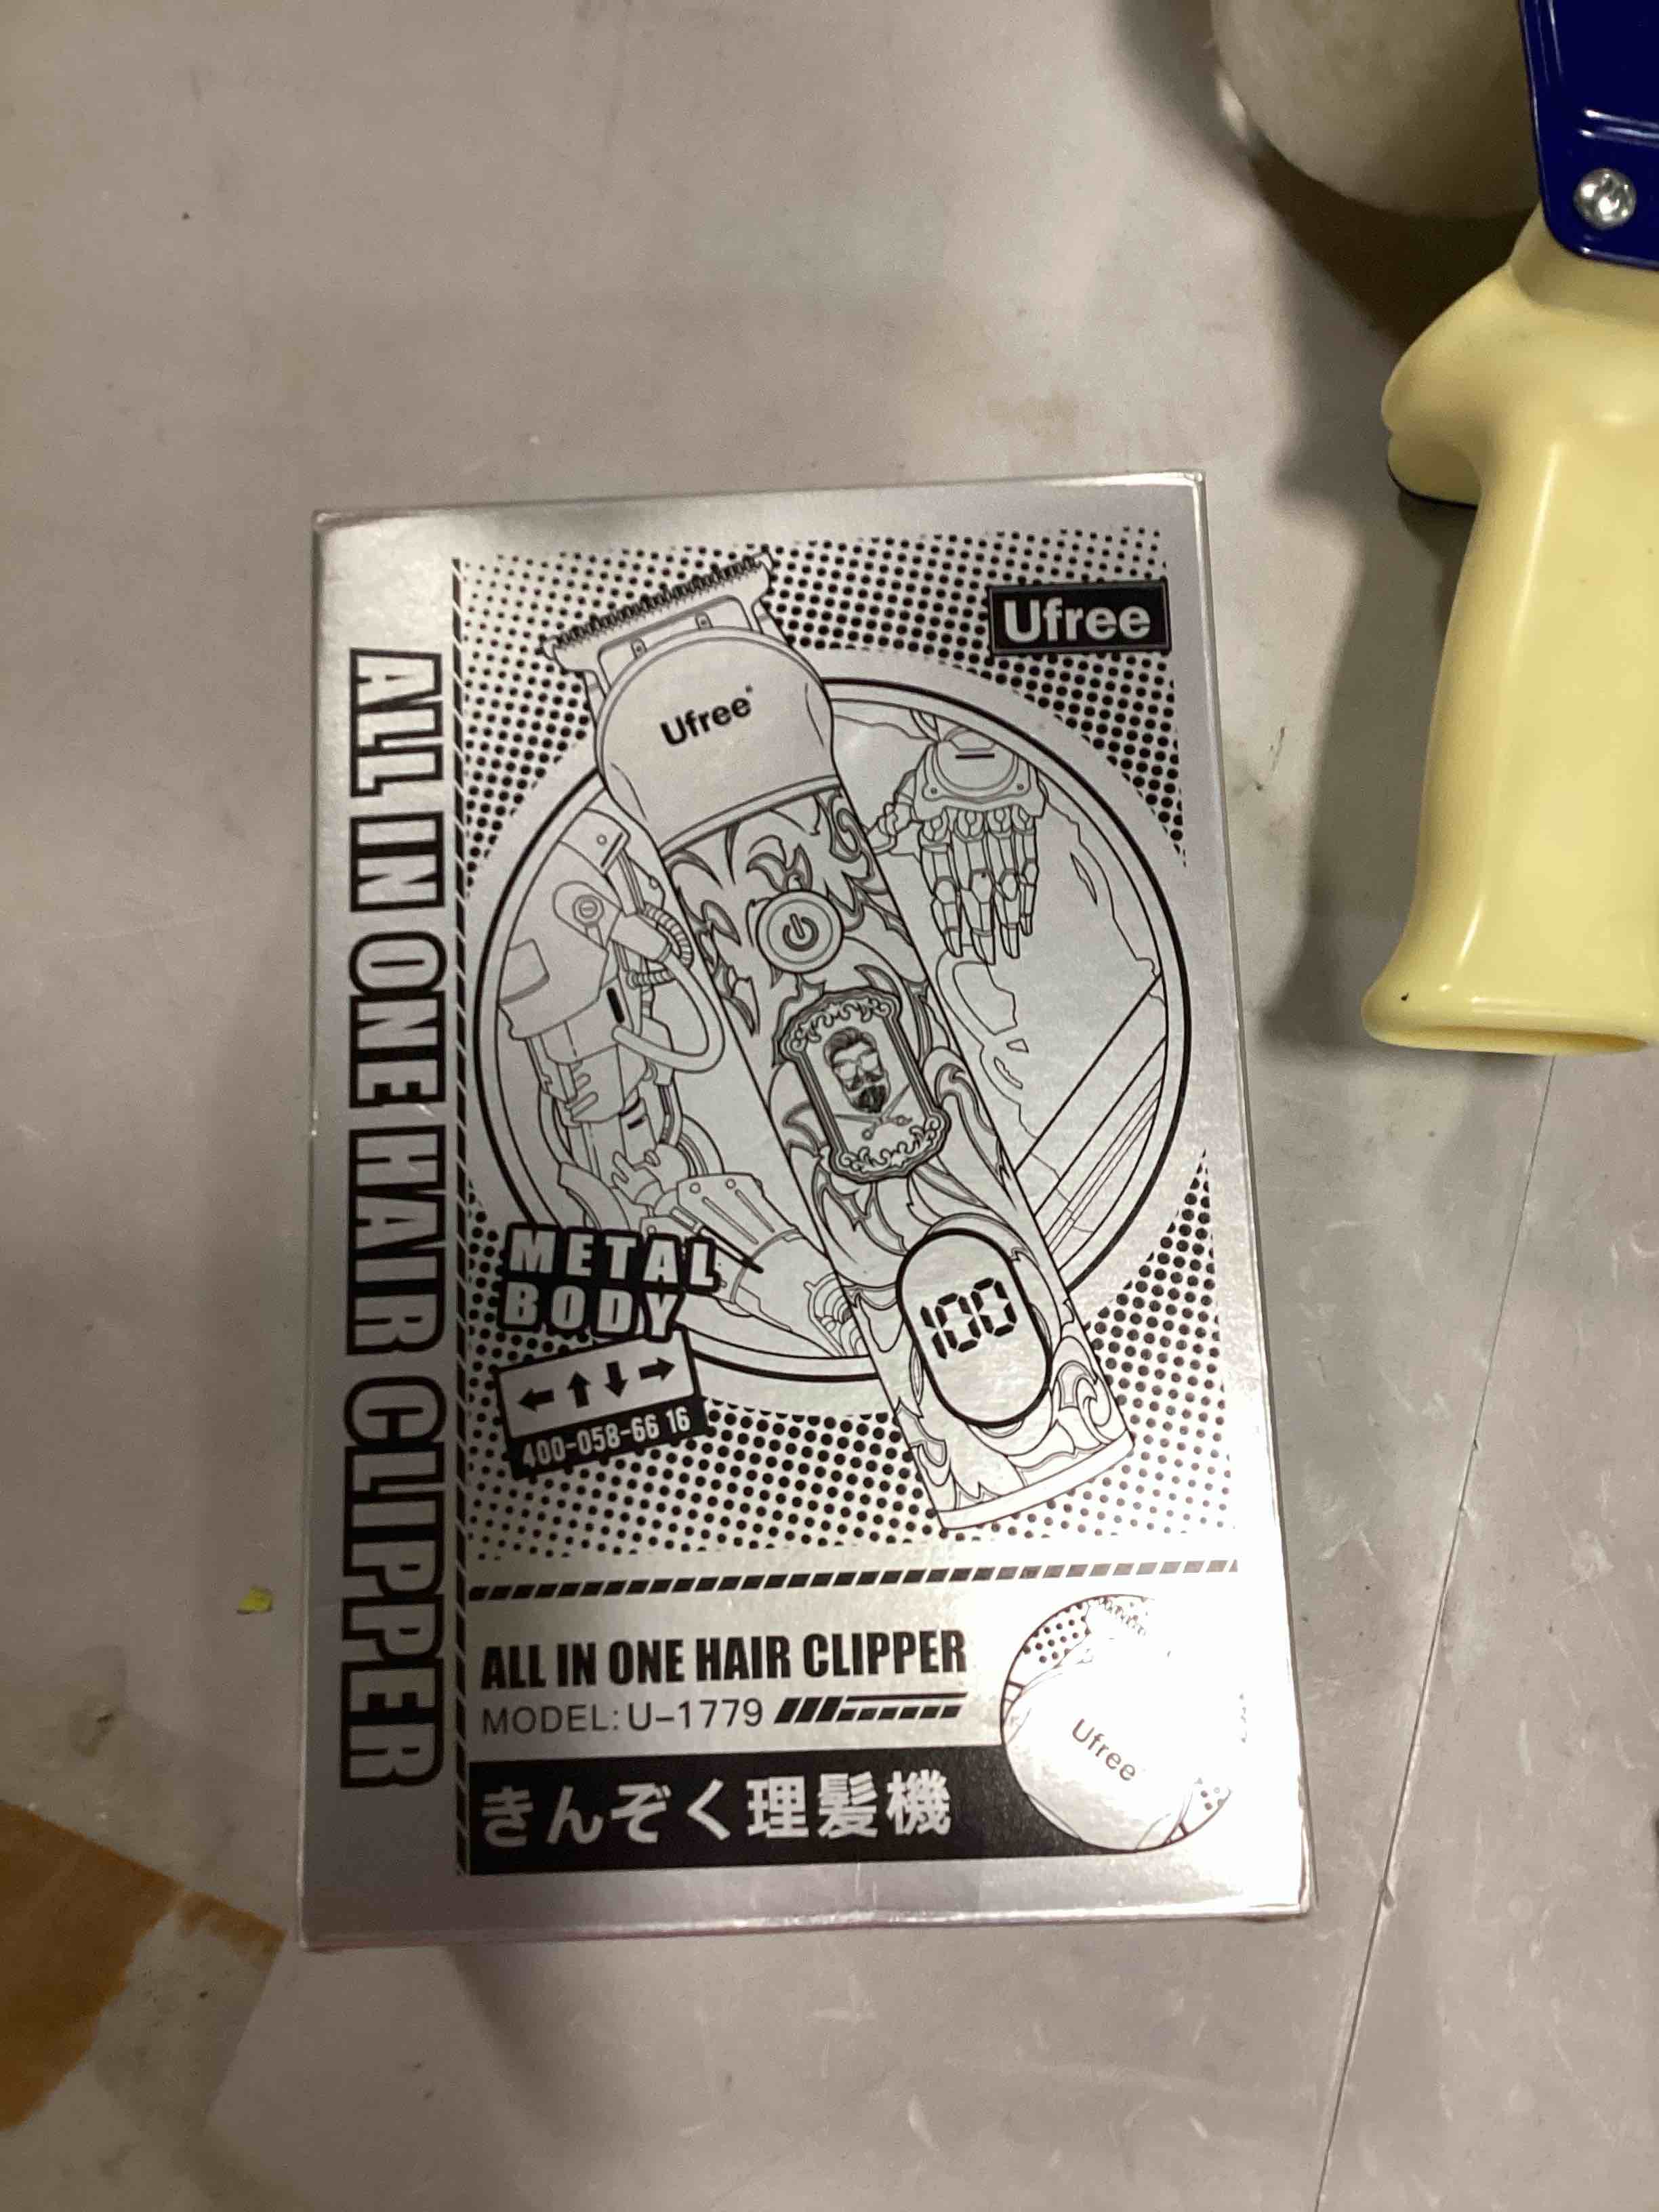 Ufree
Ufree
ALL IN ONE HAIR CLIPPER
100
METAL
BODY
400-058-66 16
ALL IN ONE HAIR CLIPPER
MODEL: U-1779
Ufree
きんぞく理髪機